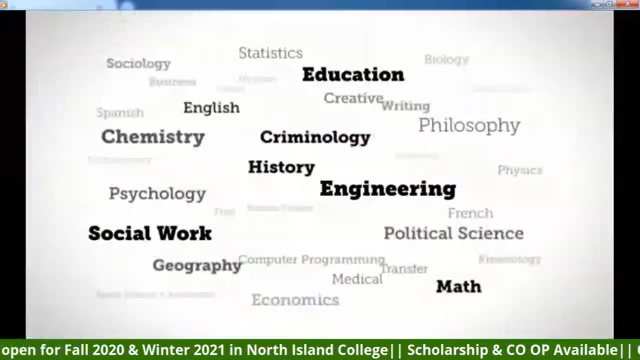 Statistics
Sociology
Biology
Education
Business
Creative Writing
English
Spanish
Philosophy
Chemistry
Criminology
History
Physics
Engineering
Psychology
French
Social Work
Political Science
Computer Programming
Kinesiology
Geography
Transfer
Medical
Math
Economics
open for Fall 2020 & Winter 2021 in North Island College|| Scholarship & CO OP Available||